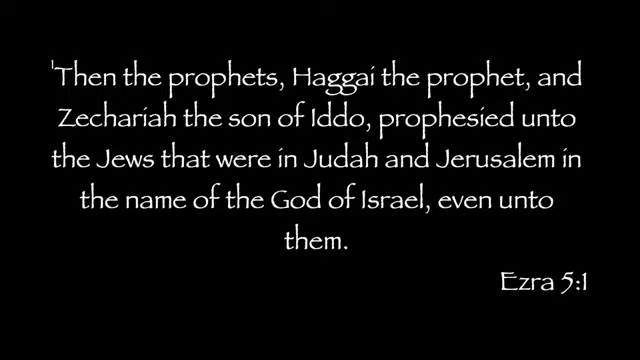 'Then the prophets, Haggai the prophet, and
Zechariah the son of Iddo, prophesied unto
the Jews that were in Judah and Jerusalem in
the name of the God of Israel, even unto
them.
Ezra 5:1